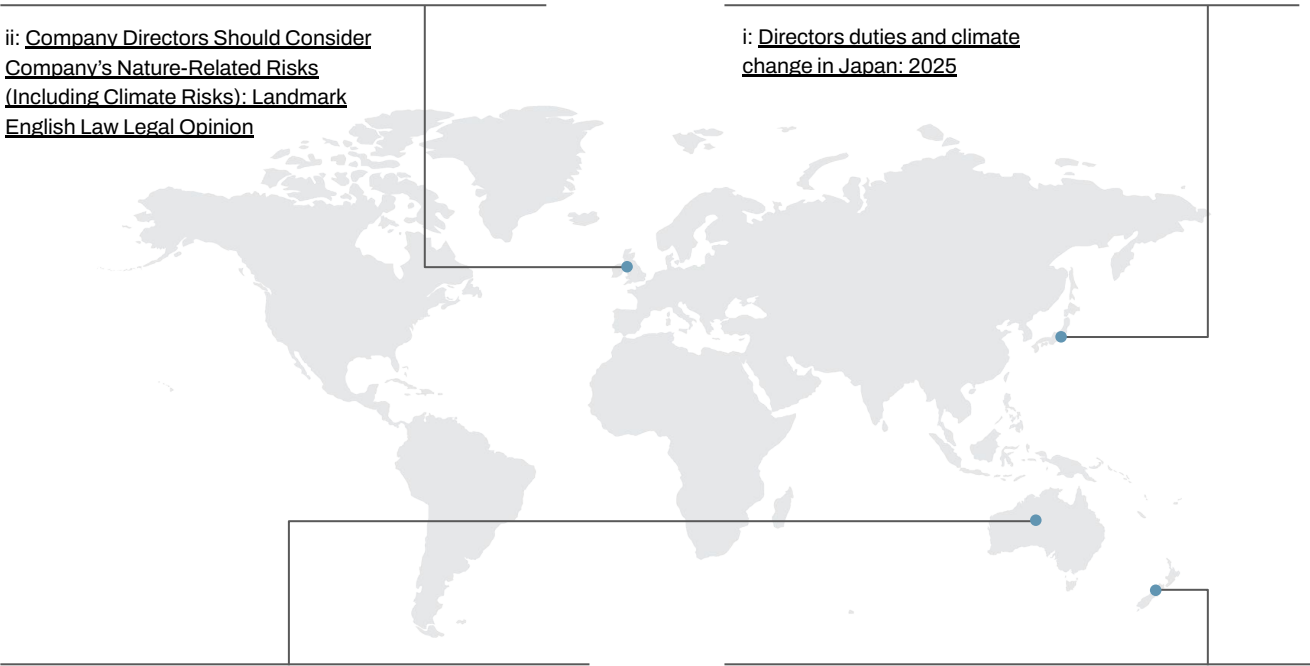 ii: Company Directors Should Consider
Company’s Nature-Related Risks
(Including Climate Risks): Landmark
English Law Legal Opinion
i: Directors duties and climate
change in Japan: 2025